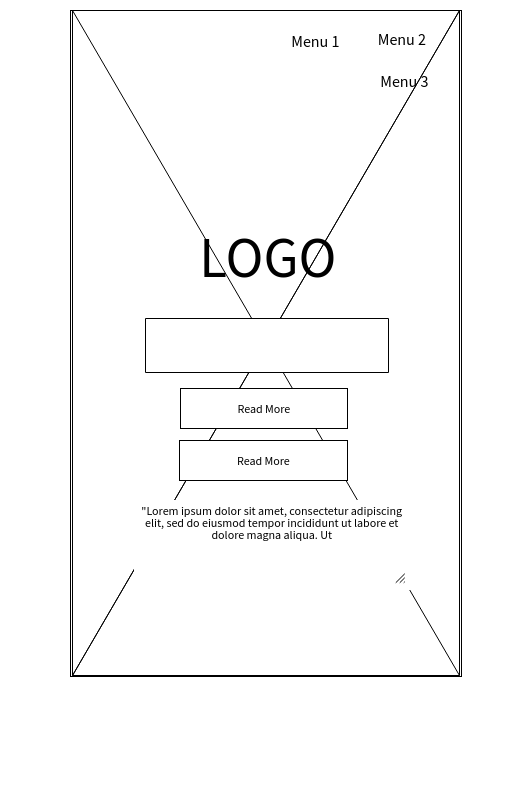 Menu 1
Menu 2
Menu 3
LOGO
Read More
Read More
"Lorem ipsum dolor sit amet, consectetur adipiscing
elit, sed do eiusmod tempor incididunt ut labore et
dolore magna aliqua. Ut